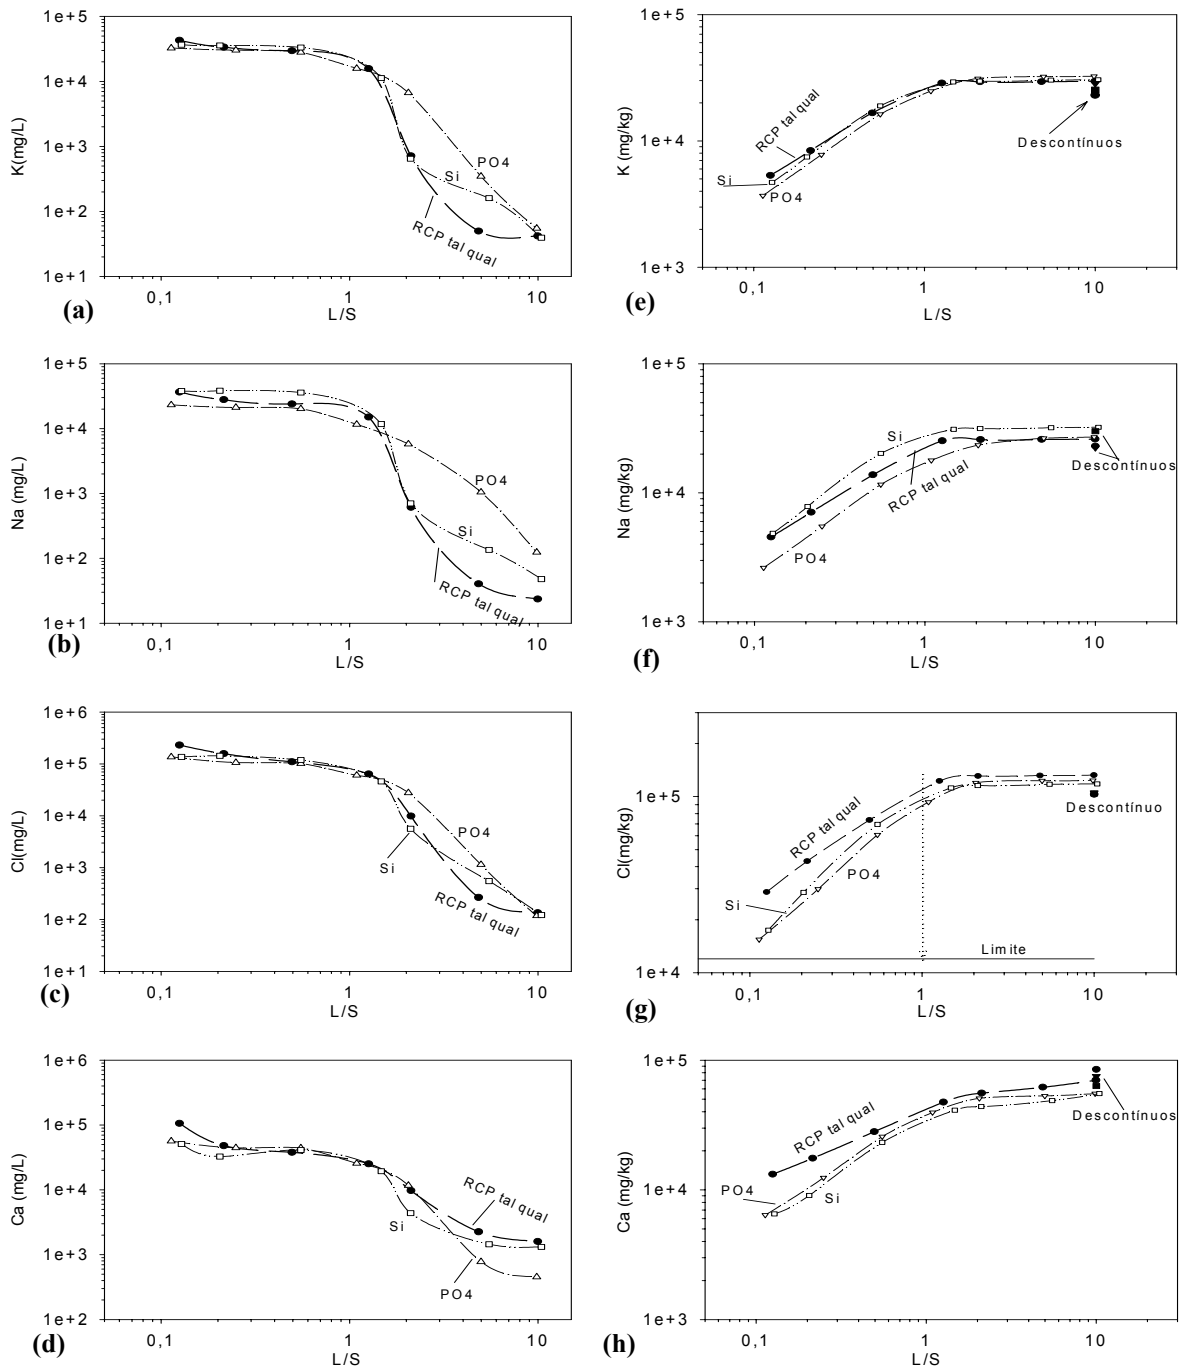 1e+5
1e+4
1e+3
1e+2
1e+1
K(mg/L)
PO4
Si
RCP tal qual
0,1
1
10
L/S
(a)
1e+5
1e+4
1e+3
K (mg/kg)
RCP tal qual
Si
PO4
Descontínuos
0,1
1
10
L/S
(e)
1e+5
1e+4
1e+3
1e+2
1e+1
Na (mg/L)
PO4
Si
RCP tal qual
0,1
1
10
L/S
(b)
1e+5
1e+4
1e+3
Na (mg/kg)
Si
RCP tal qual
PO4
Descontínuos
0,1
1
10
L/S
(f)
1e+6
1e+5
1e+4
1e+3
1e+2
1e+1
Cl(mg/L)
PO4
Si
RCP tal qual
0,1
1
10
L/S
(c)
1e+5
1e+4
Cl(mg/kg)
RCP tal qual
PO4
Si
Descontínuo
Limite
0,1
1
10
L/S
(g)
1e+6
1e+5
1e+4
1e+3
1e+2
Ca (mg/L)
RCP tal qual
Si
PO4
0,1
1
10
L/S
(d)
1e+5
1e+4
1e+3
Ca (mg/kg)
RCP tal qual
PO4
Si
Descontínuos
0,1
1
10
L/S
(h)